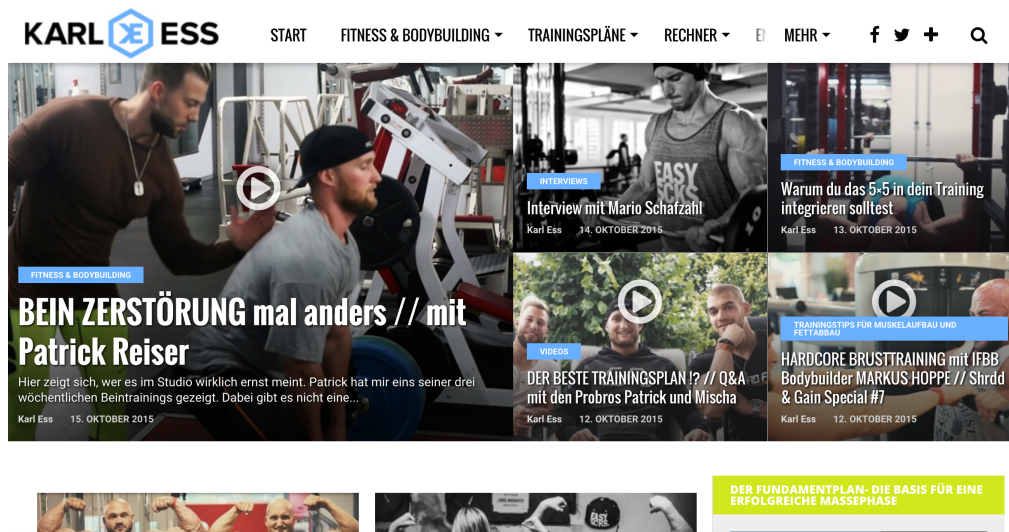 KARL KE ESS
START FITNESS & BODYBUILDING TRAININGSPLÄNE RECHNER MEHR
FITNESS & BODYBUILDING
BEIN ZERSTÖRUNG mal anders // mit
Patrick Reiser
Hier zeigt sich, wer es im Studio wirklich ernst meint. Patrick hat mir eins seiner drei
wöchentlichen Beintrainings gezeigt. Dabei gibt es nicht eine...
Karl Ess 15. OKTOBER 2015
EASY
INTERVIEWS
Interview mit Mario Schafzahl
Karl Ess 14. OKTOBER 2015
FITNESS & BODYBUILDING
Warum du das 5×5 in dein Training
integrieren solltest
Karl Ess 13. OKTOBER 2015
VIDEOS
DER BESTE TRAININGSPLAN !? // Q&A
mit den Probros Patrick und Mischa
Karl Ess 12. OKTOBER 2015
TRAININGSTIPS FÜR MUSKELAUFBAU UND
FETTABBAU
HARDCORE BRUSTTRAINING mit IFBB
Bodybuilder MARKUS HOPPE // Shrdd
& Gain Special #7
Karl Ess 12. OKTOBER 2015
DER FUNDAMENTPLAN- DIE BASIS FÜR EINE
ERFOLGREICHE MASSEPHASE